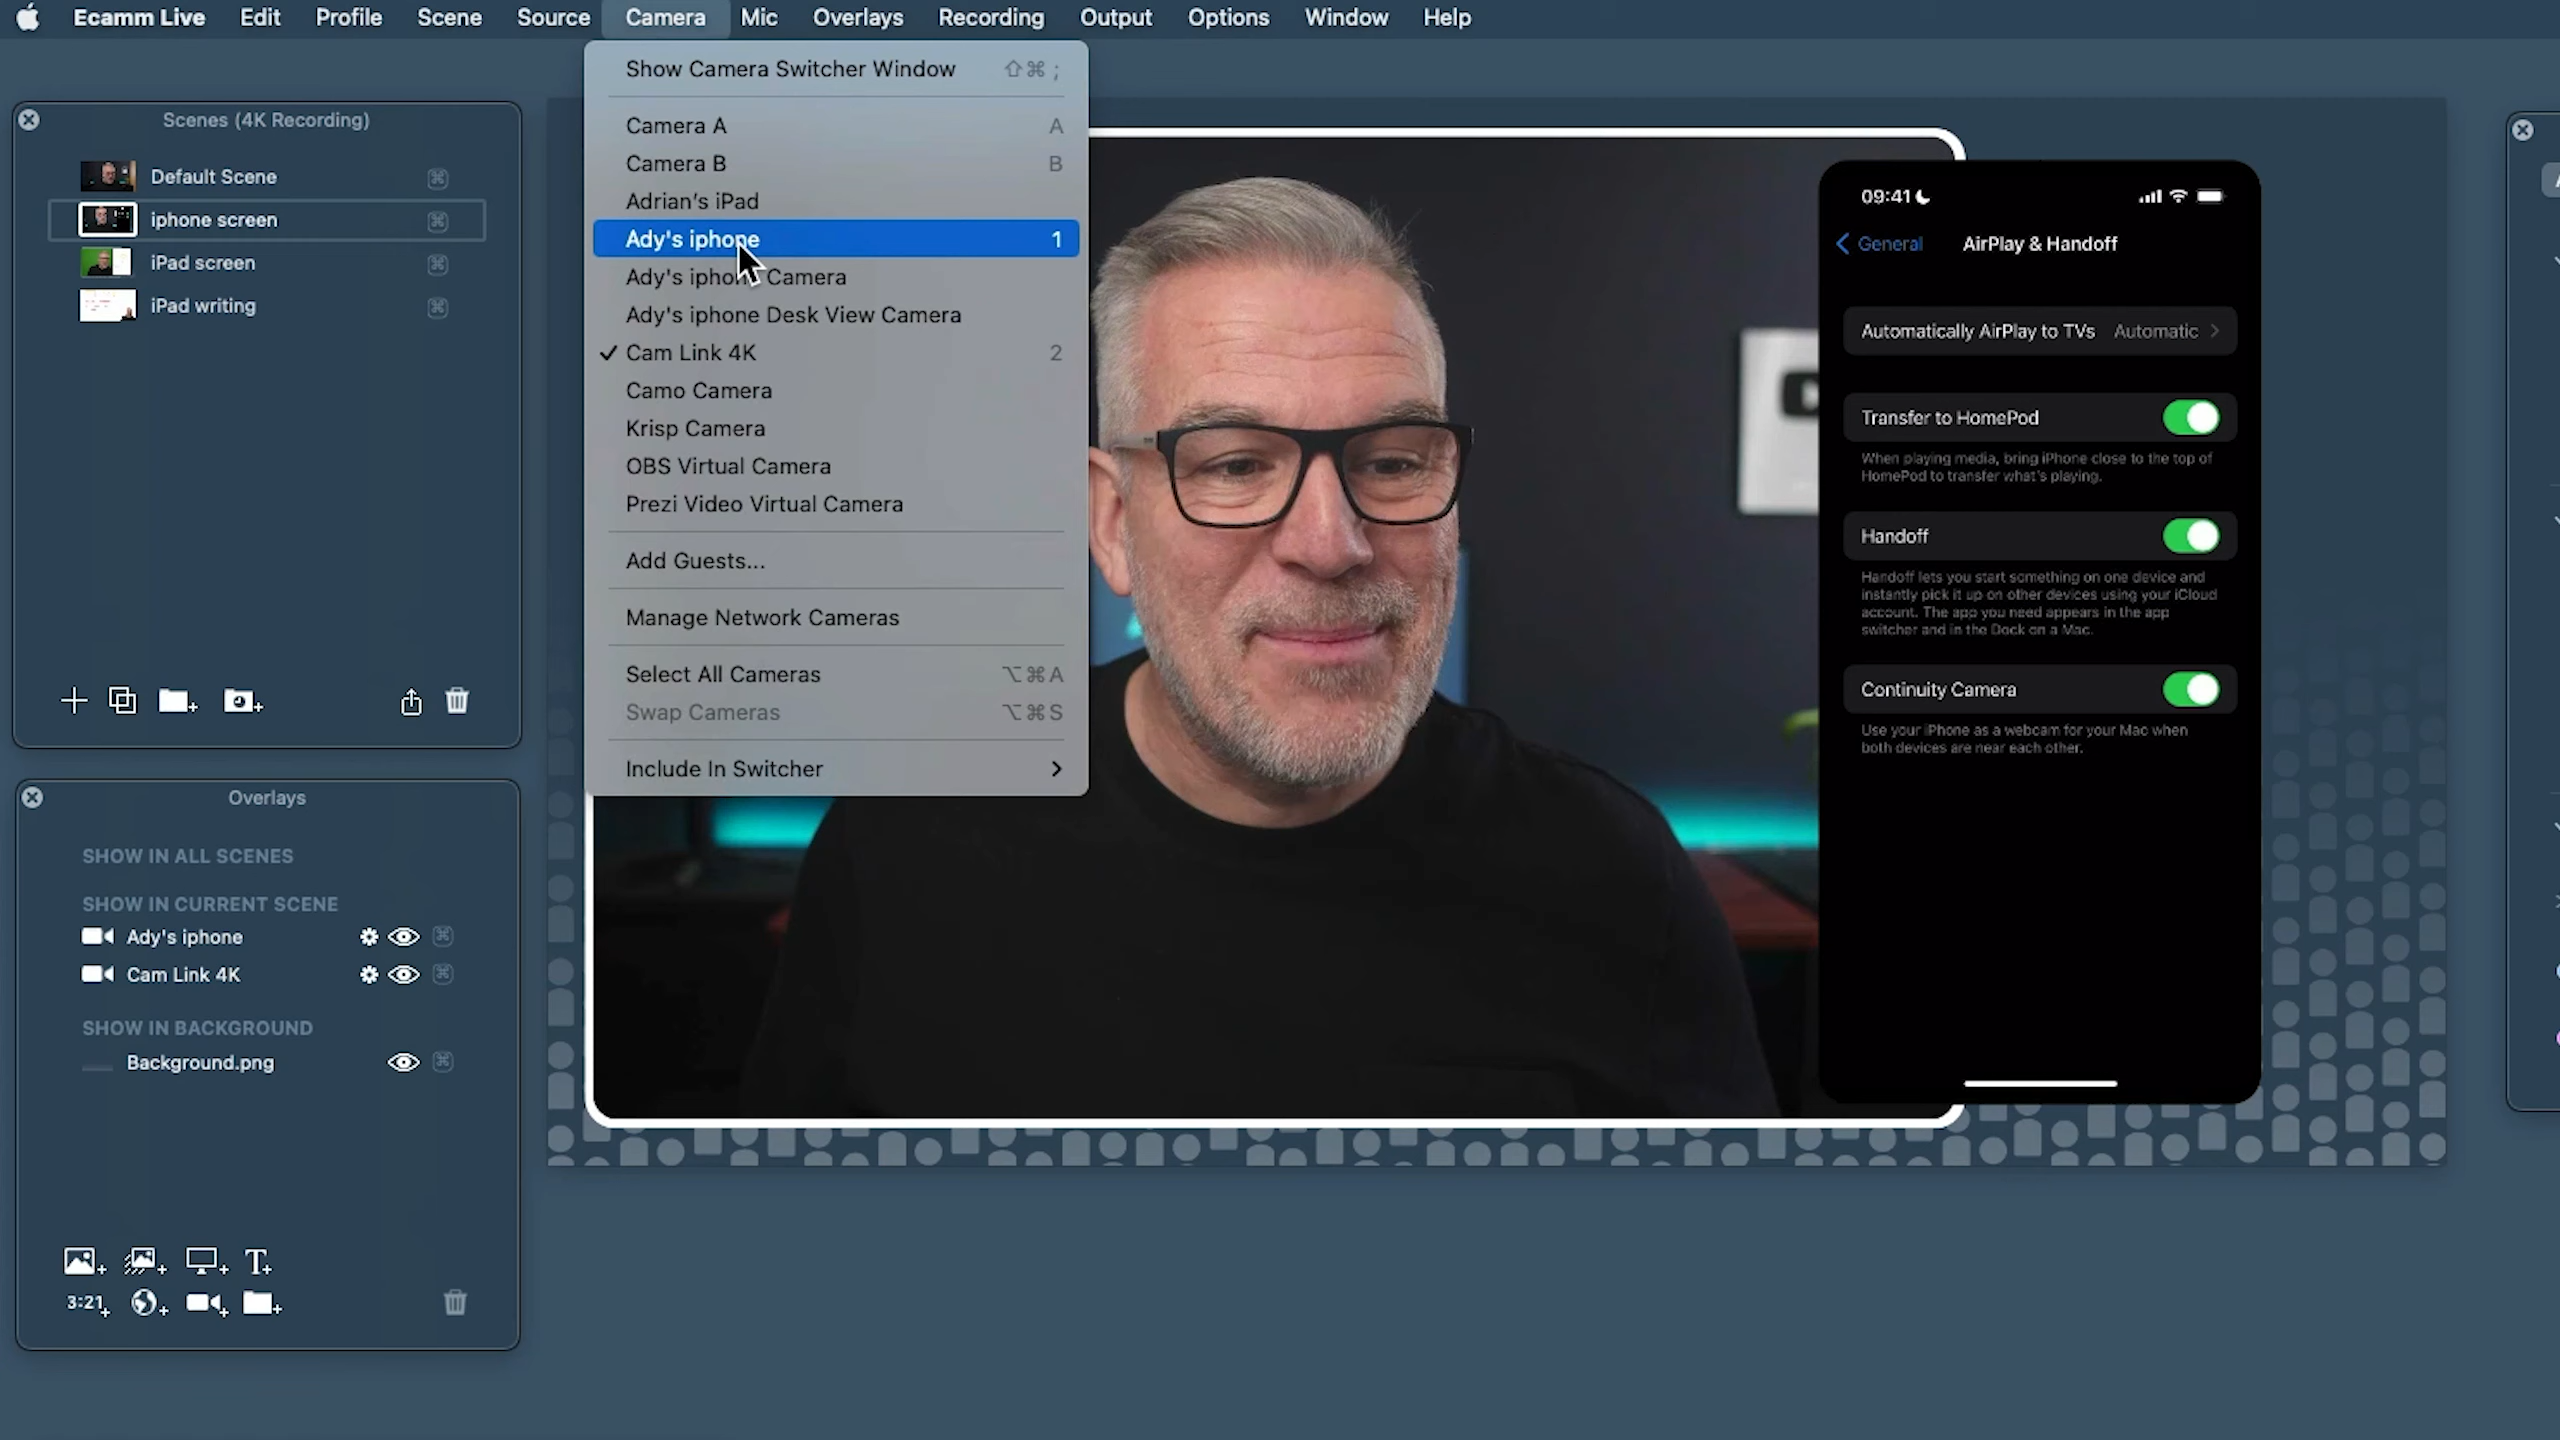 Ecamm Live Edit Profile Scene Source Camera Mic Overlays Recording Output Options Window Help
Scenes (4K Recording)
Default Scene ⌘
iphone screen ⌘
iPad screen ⌘
iPad writing ⌘
Overlays
SHOW IN ALL SCENES
SHOW IN CURRENT SCENE
Ady's iphone ⌘
Cam Link 4K ⌘
SHOW IN BACKGROUND
Background.png ⌘
T+
3:21+
Show Camera Switcher Window ⇧⌘ ;
Camera A A
Camera B B
Adrian's iPad
Ady's iphone 1
Ady's iphone Camera
Ady's iphone Desk View Camera
✓ Cam Link 4K 2
Camo Camera
Krisp Camera
OBS Virtual Camera
Prezi Video Virtual Camera
Add Guests...
Manage Network Cameras
Select All Cameras ⌥⌘A
Swap Cameras ⌥⌘S
Include In Switcher >
09:41
< General AirPlay & Handoff
Automatically AirPlay to TVs Automatic >
Transfer to HomePod
When playing media, bring iPhone close to the top of
HomePod to transfer what's playing.
Handoff
Handoff lets you start something on one device and
instantly pick it up on other devices using your iCloud
account. The app you need appears in the app
switcher and in the Dock on a Mac.
Continuity Camera
Use your iPhone as a webcam for your Mac when
both devices are near each other.